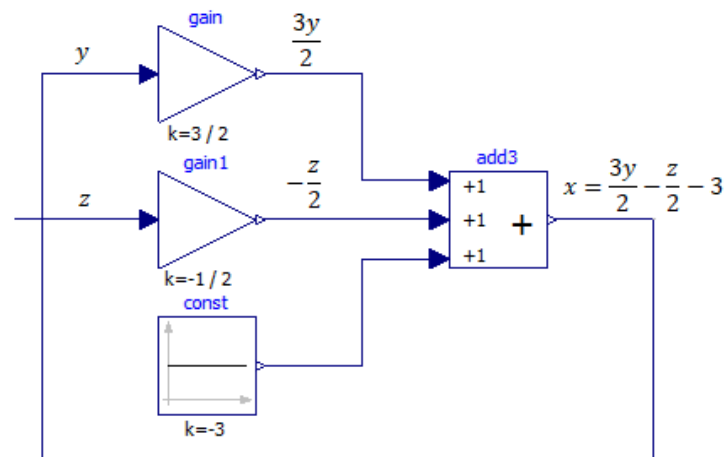 gain
y
3y/2
k=3 / 2
gain1
z
-z/2
k=-1 / 2
add3
+1
+1
+1
+
x = 3y/2 - z/2 - 3
const
k=-3